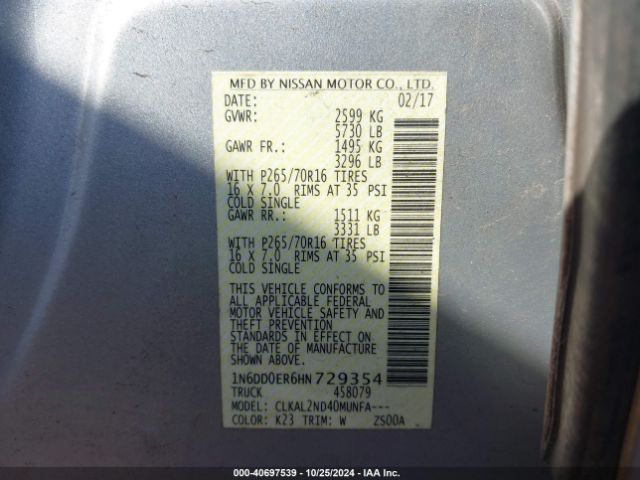 MFD BY NISSAN MOTOR CO., LTD.
DATE: 02/17
GVWR: 2599 KG
5730 LB
GAWR FR.: 1495 KG
3296 LB
WITH P265/70R16 TIRES
16 X 7.0 RIMS AT 35 PSI
COLD SINGLE
GAWR RR.: 1511 KG
3331 LB
WITH P265/70R16 TIRES
16 X 7.0 RIMS AT 35 PSI
COLD SINGLE
THIS VEHICLE CONFORMS TO
ALL APPLICABLE FEDERAL
MOTOR VEHICLE SAFETY AND
THEFT PREVENTION
STANDARDS IN EFFECT ON
THE DATE OF MANUFACTURE
SHOWN ABOVE.
1N6DD0ER6HN729354
TRUCK 458079
MODEL: CLKAL2ND40MUNFA---
COLOR: K23 TRIM: W ZS00A
000-40697539 - 10/25/2024 - IAA Inc.